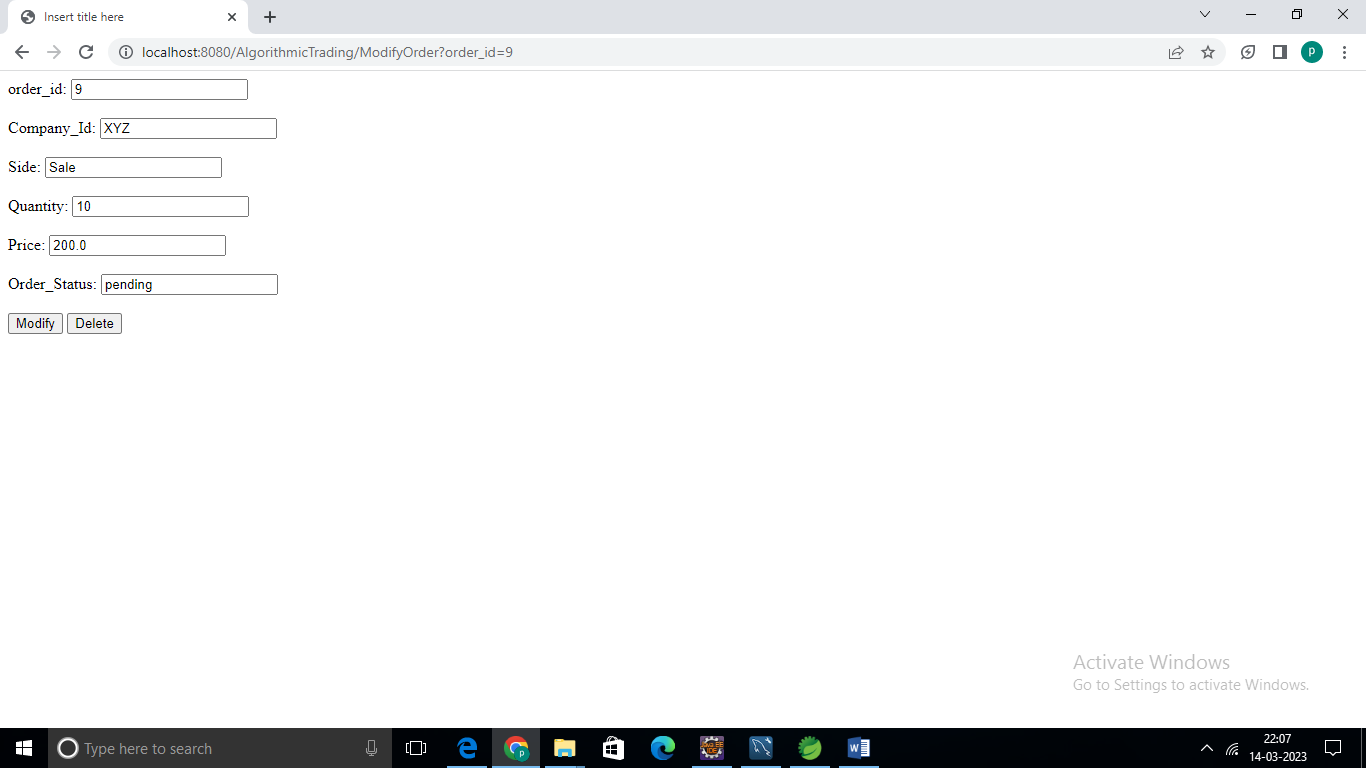 Insert title here
localhost:8080/AlgorithmicTrading/ModifyOrder?order_id=9
P
order_id: 9
Company_Id: XYZ
Side: Sale
Quantity: 10
Price: 200.0
Order_Status: pending
Modify Delete
Activate Windows
Go to Settings to activate Windows.
Type here to search
22:07
14-03-2023